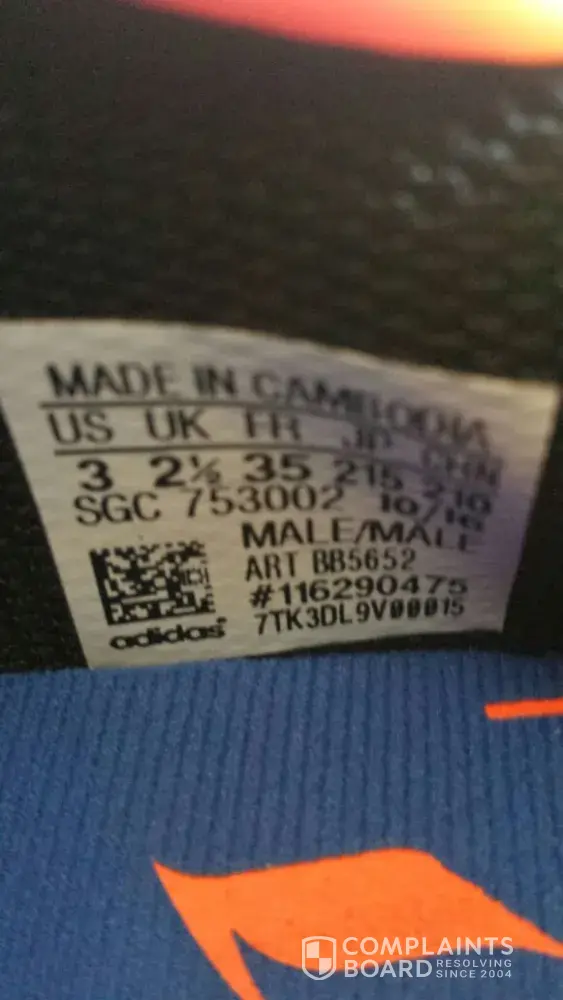 MADE IN CAMBODIA
US UK FR JP CHN
3 2½ 35 215 210
SGC 753002 10/16
MALE/MALE
ART BB5652
#116290475
7TK3DL9V00015
adidas
COMPLAINTS
BOARD RESOLVING
SINCE 2004